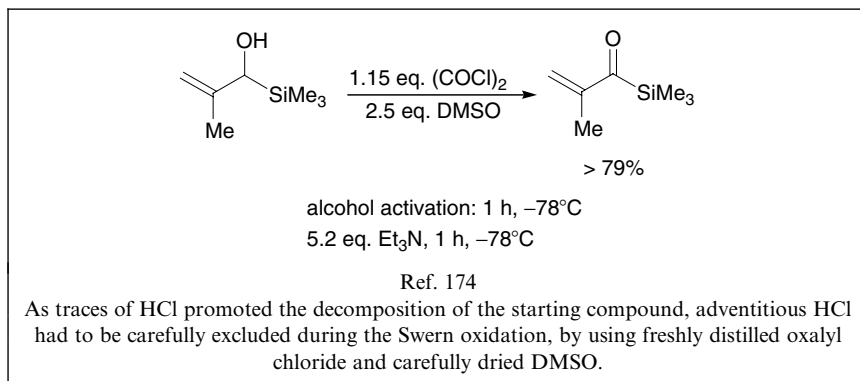 OH
SiMe₃
Me
1.15 eq. (COCl)₂
2.5 eq. DMSO
O
SiMe₃
Me
> 79%
alcohol activation: 1 h, –78°C
5.2 eq. Et₃N, 1 h, –78°C
Ref. 174
As traces of HCl promoted the decomposition of the starting compound, adventitious HCl
had to be carefully excluded during the Swern oxidation, by using freshly distilled oxalyl
chloride and carefully dried DMSO.